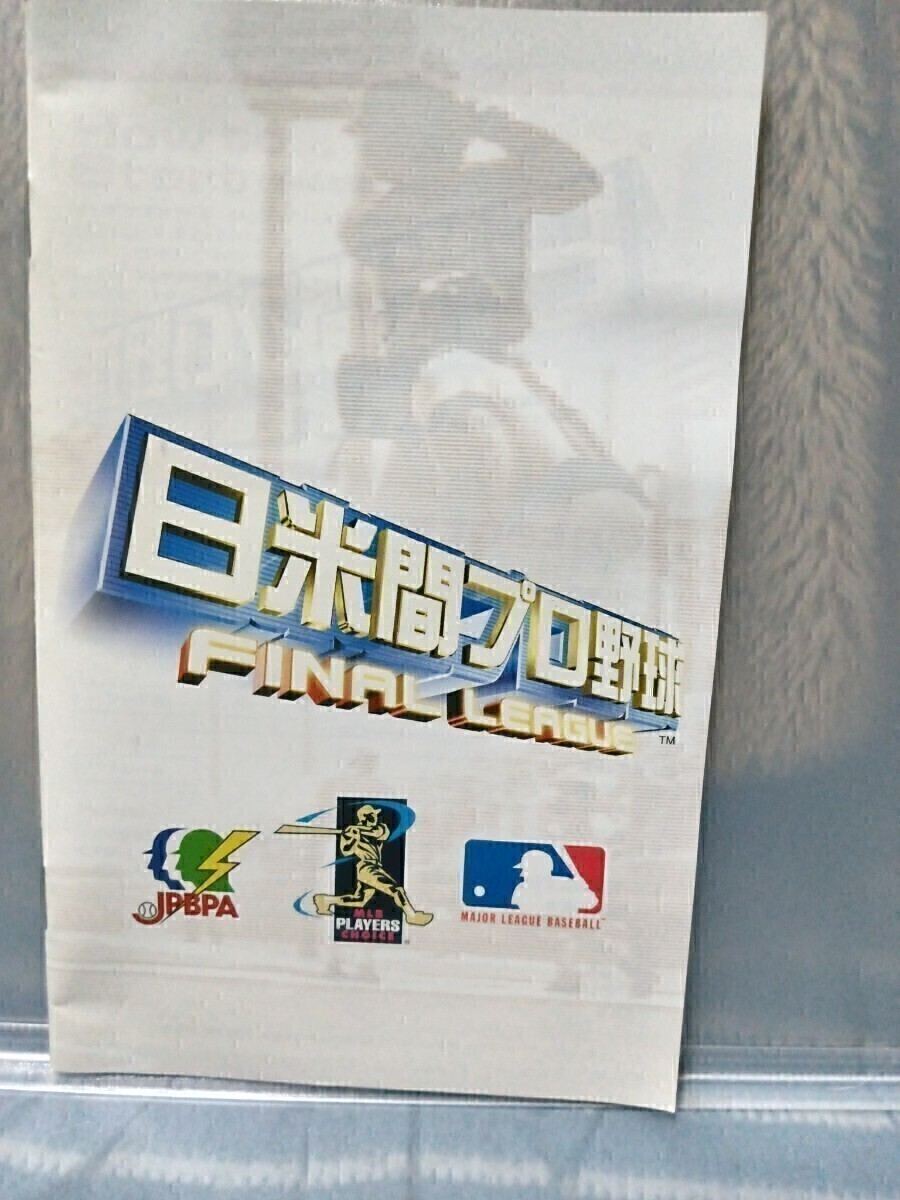 日米間プロ野球
FINAL LEAGUE
TM
JPBPA
MLB
PLAYERS
CHOICE
MAJOR LEAGUE BASEBALL